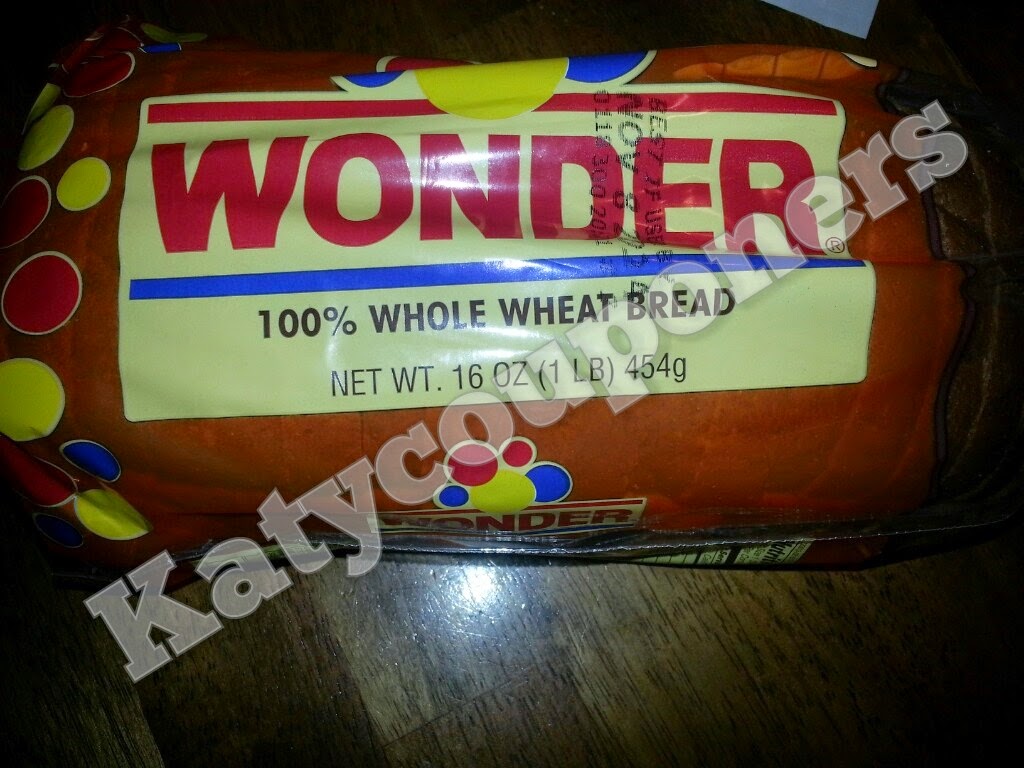 WONDER®
100% WHOLE WHEAT BREAD
NET WT. 16 OZ (1 LB) 454g
WONDER
Katycouponers